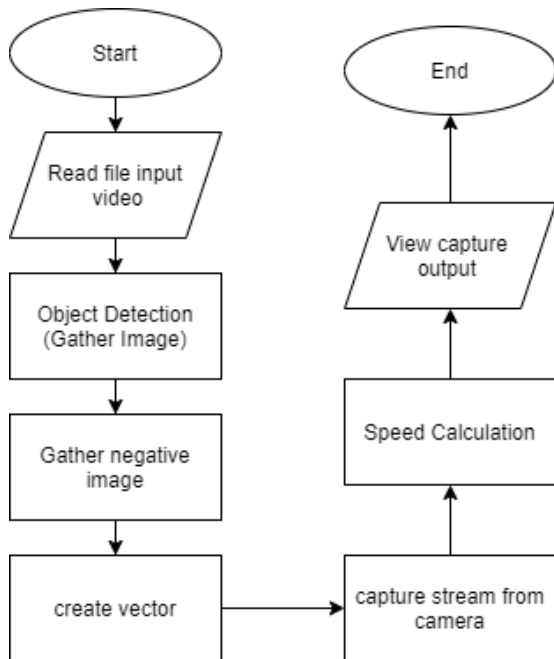 Start
Read file input
video
Object Detection
(Gather Image)
Gather negative
image
create vector
capture stream from
camera
Speed Calculation
View capture
output
End